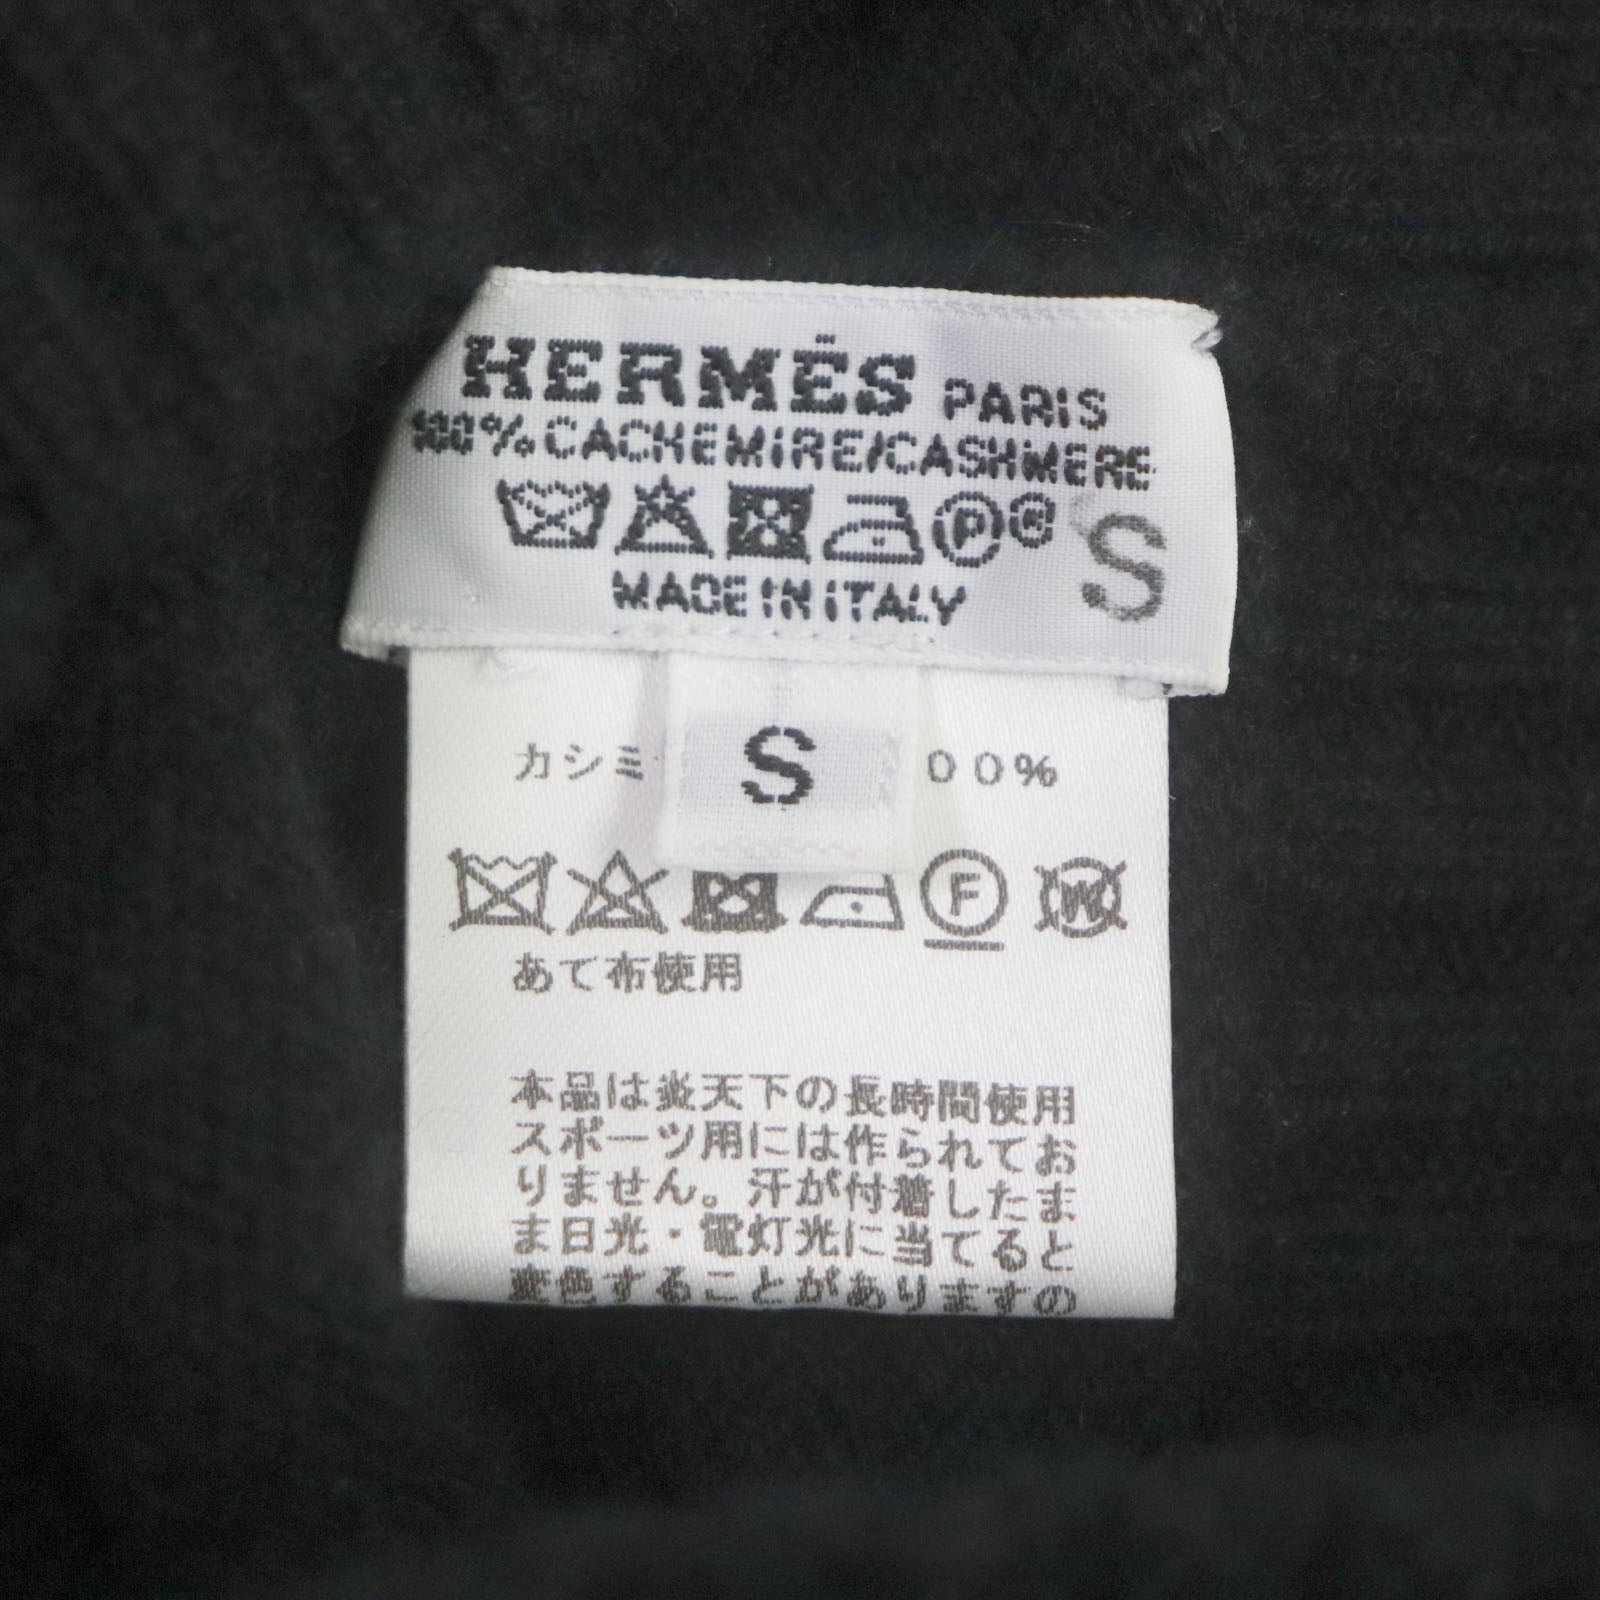 HERMÈS PARIS
100% CACHEMIRE/CASHMERE
P W S
MADE IN ITALY
S
カシミ 00%
F W
あて布使用
本品は炎天下の長時間使用
スポーツ用には作られてお
りません。汗が付着したま
ま日光・電灯光に当てると
変色することがありますの